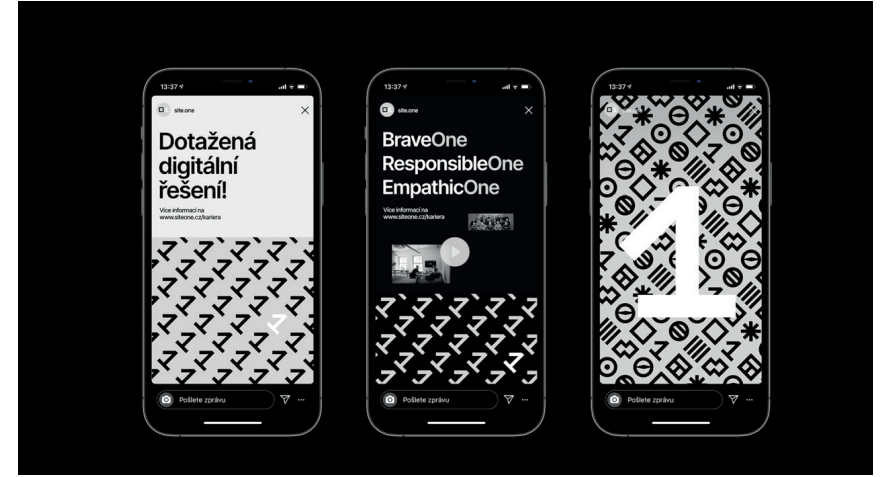 13:37
site.one
Dotažená
digitální
řešení!
Více informací na
www.siteone.cz/kariera
Pošlete zprávu
13:37
site.one
BraveOne
ResponsibleOne
EmpathicOne
Více informací na
www.siteone.cz/kariera
Pošlete zprávu
13:37
1
Pošlete zprávu